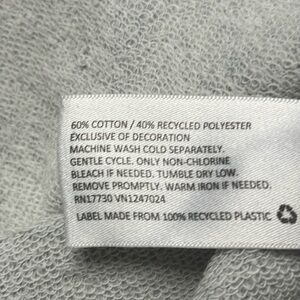 60% COTTON / 40% RECYCLED POLYESTER
EXCLUSIVE OF DECORATION
MACHINE WASH COLD SEPARATELY.
GENTLE CYCLE. ONLY NON-CHLORINE
BLEACH IF NEEDED. TUMBLE DRY LOW.
REMOVE PROMPTLY. WARM IRON IF NEEDED.
RN17730 VN1247024
LABEL MADE FROM 100% RECYCLED PLASTIC